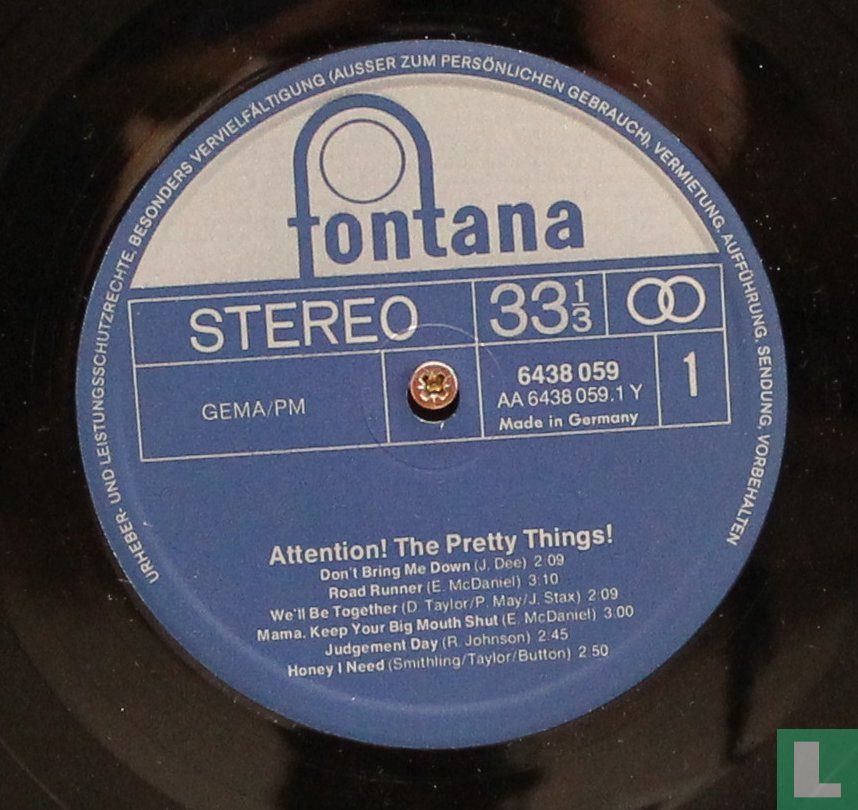 URHEBER- UND LEISTUNGSSCHUTZRECHTE, BESONDERS VERVIELFÄLTIGUNG (AUSSER ZUM PERSÖNLICHEN GEBRAUCH), VERMIETUNG, AUFFÜHRUNG, SENDUNG, VORBEHALTEN
fontana
STEREO 33⅓
GEMA/PM
6438 059
AA 6438 059.1 Y
Made in Germany
1
Attention! The Pretty Things!
Don't Bring Me Down (J. Dee) 2:09
Road Runner (E. McDaniel) 3:10
We'll Be Together (D. Taylor/P. May/J. Stax) 2:09
Mama, Keep Your Big Mouth Shut (E. McDaniel) 3:00
Judgement Day (R. Johnson) 2:45
Honey I Need (Smithling/Taylor/Button) 2:50
L